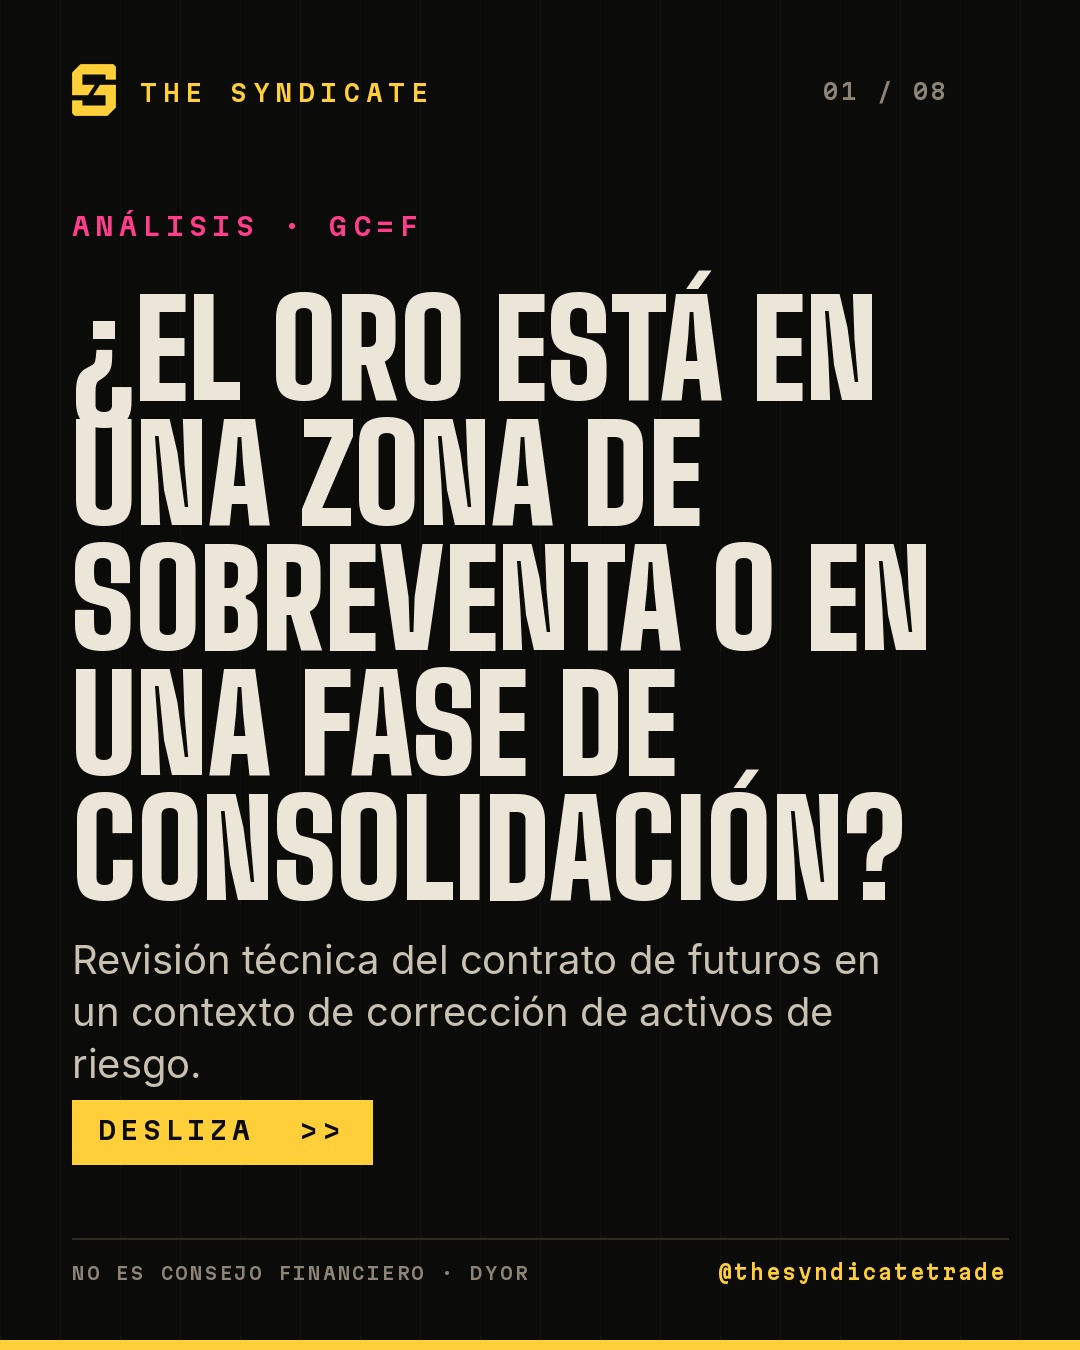 THE SYNDICATE
01 / 08
ANÁLISIS · GC=F
¿EL ORO ESTÁ EN
UNA ZONA DE
SOBREVENTA O EN
UNA FASE DE
CONSOLIDACIÓN?
Revisión técnica del contrato de futuros en
un contexto de corrección de activos de
riesgo.
DESLIZA >>
NO ES CONSEJO FINANCIERO · DYOR
@thesyndicatetrade